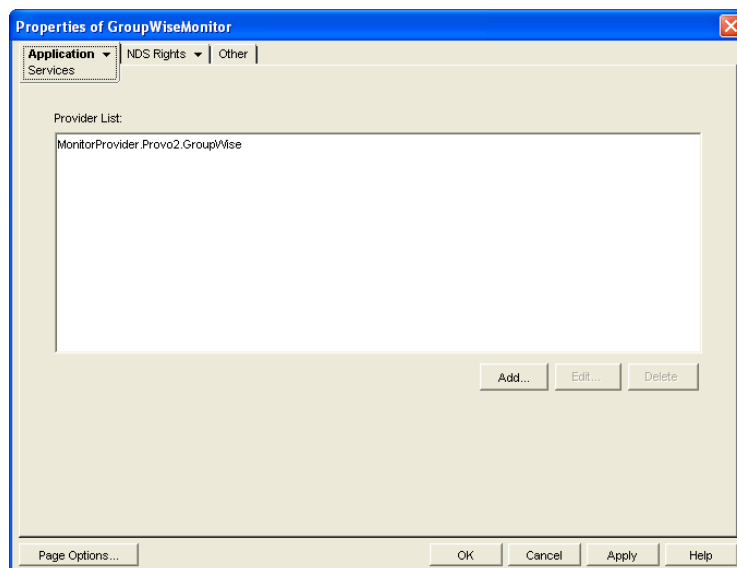 Properties of GroupWiseMonitor
Application NDS Rights Other
Services
Provider List:
MonitorProvider.Provo2.GroupWise
Add... Edit... Delete
Page Options... OK Cancel Apply Help